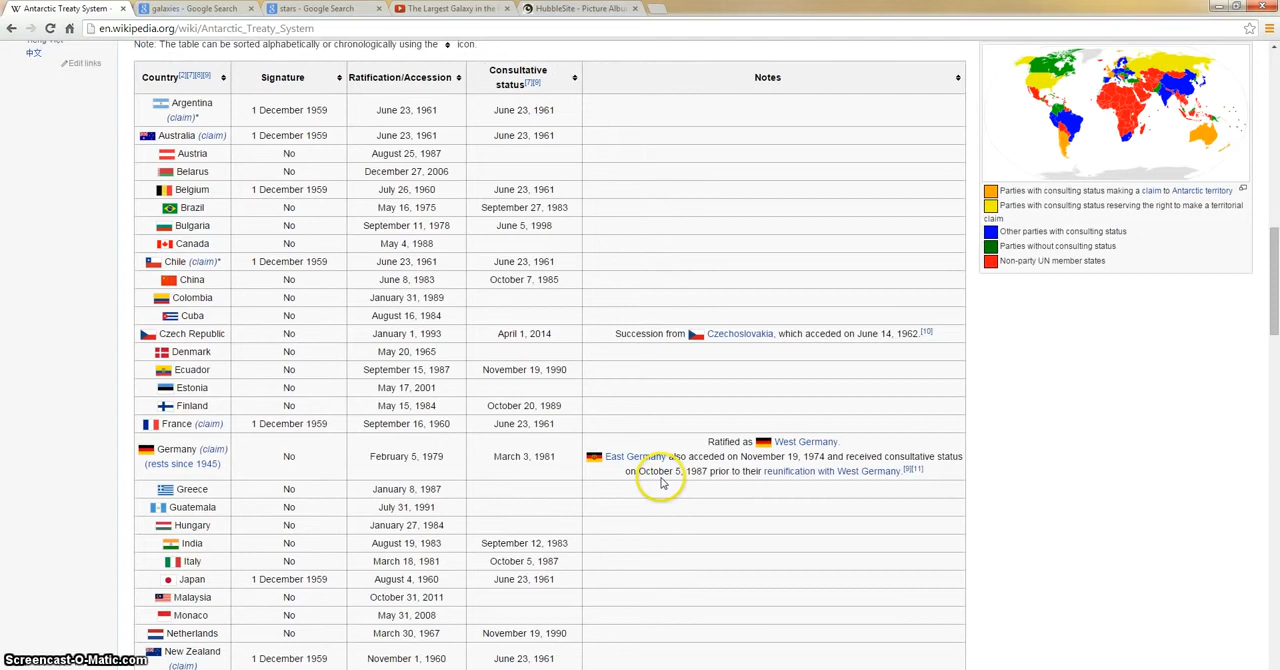 Antarctic Treaty System -
galaxies - Google Search
stars - Google Search
The Largest Galaxy in the
HubbleSite - Picture Alb
en.wikipedia.org/wiki/Antarctic_Treaty_System
中文
Edit links
Note: The table can be sorted alphabetically or chronologically using the icon.
Country[2][7][8][9] Signature Ratification/Accession Consultative status[7][9] Notes
Argentina (claim)* 1 December 1959 June 23, 1961 June 23, 1961
Australia (claim) 1 December 1959 June 23, 1961 June 23, 1961
Austria No August 25, 1987
Belarus No December 27, 2006
Belgium 1 December 1959 July 26, 1960 June 23, 1961
Brazil No May 16, 1975 September 27, 1983
Bulgaria No September 11, 1978 June 5, 1998
Canada No May 4, 1988
Chile (claim)* 1 December 1959 June 23, 1961 June 23, 1961
China No June 8, 1983 October 7, 1985
Colombia No January 31, 1989
Cuba No August 16, 1984
Czech Republic No January 1, 1993 April 1, 2014 Succession from Czechoslovakia, which acceded on June 14, 1962.[10]
Denmark No May 20, 1965
Ecuador No September 15, 1987 November 19, 1990
Estonia No May 17, 2001
Finland No May 15, 1984 October 20, 1989
France (claim) 1 December 1959 September 16, 1960 June 23, 1961
Germany (claim) (rests since 1945) No February 5, 1979 March 3, 1981 Ratified as West Germany.
East Germany also acceded on November 19, 1974 and received consultative status
on October 5, 1987 prior to their reunification with West Germany.[9][11]
Greece No January 8, 1987
Guatemala No July 31, 1991
Hungary No January 27, 1984
India No August 19, 1983 September 12, 1983
Italy No March 18, 1981 October 5, 1987
Japan 1 December 1959 August 4, 1960 June 23, 1961
Malaysia No October 31, 2011
Monaco No May 31, 2008
Netherlands No March 30, 1967 November 19, 1990
New Zealand (claim) 1 December 1959 November 1, 1960 June 23, 1961
Parties with consulting status making a claim to Antarctic territory
Parties with consulting status reserving the right to make a territorial
claim
Other parties with consulting status
Parties without consulting status
Non-party UN member states
Screencast-O-Matic.com